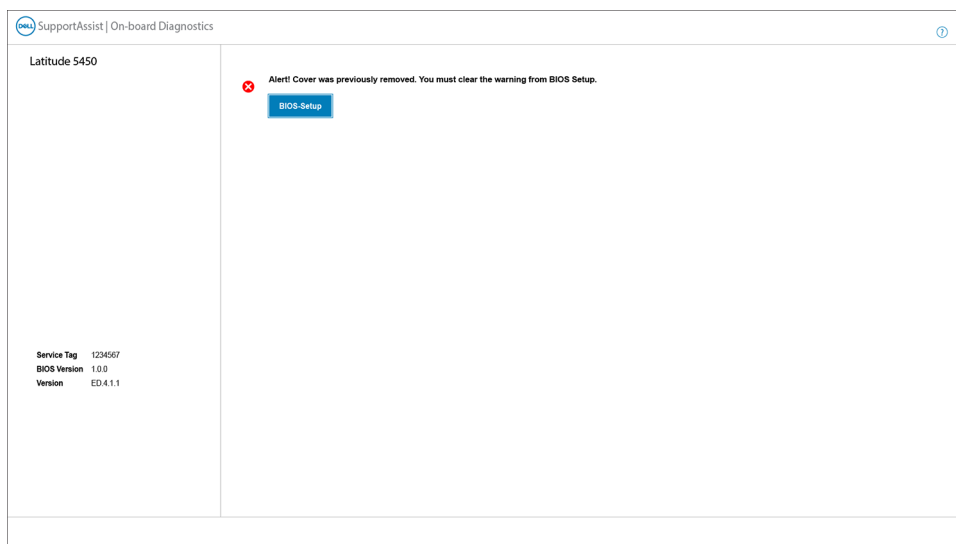 DELL SupportAssist | On-board Diagnostics
?
Latitude 5450
Alert! Cover was previously removed. You must clear the warning from BIOS Setup.
BIOS-Setup
Service Tag 1234567
BIOS Version 1.0.0
Version ED.4.1.1